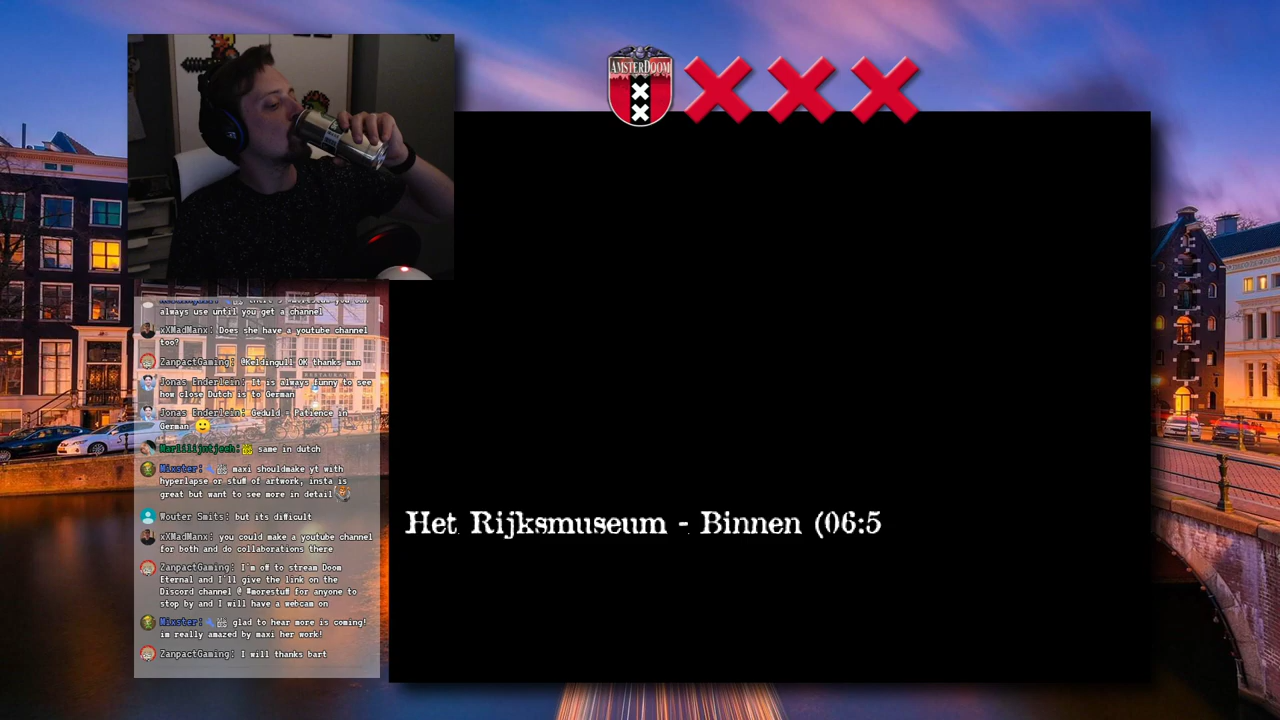 AMSTERDOOM
always use until you get a channel
xXMadManx: Does she have a youtube channel
too?
ZanpactGaming: @Keldingull OK thanks man
Jonas Enderlein: It is always funny to see
how close Dutch is to German
Jonas Enderlein: Geduld = Patience in
German
Marlilijntjeeh: same in dutch
Mixster: maxi shouldmake yt with
hyperlapse or stuff of artwork, insta is
great but want to see more in detail
Wouter Smits: but its difficult
xXMadManx: you could make a youtube channel
for both and do collaborations there
ZanpactGaming: I'm off to stream Doom
Eternal and I'll give the link on the
Discord channel @ #morestuff for anyone to
stop by and I will have a webcam on
Mixster: glad to hear more is coming!
im really amazed by maxi her work!
ZanpactGaming: I will thanks bart
Het Rijksmuseum - Binnen (06:5